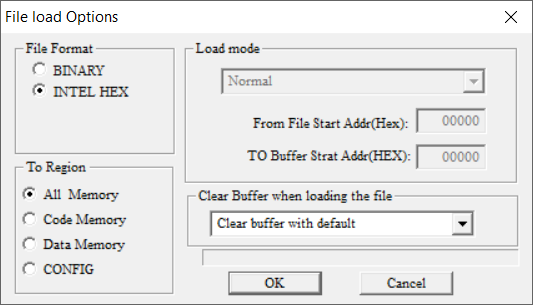 File load Options
File Format
BINARY
INTEL HEX
Load mode
Normal
From File Start Addr(Hex): 00000
TO Buffer Strat Addr(HEX): 00000
To Region
All Memory
Code Memory
Data Memory
CONFIG
Clear Buffer when loading the file
Clear buffer with default
OK
Cancel